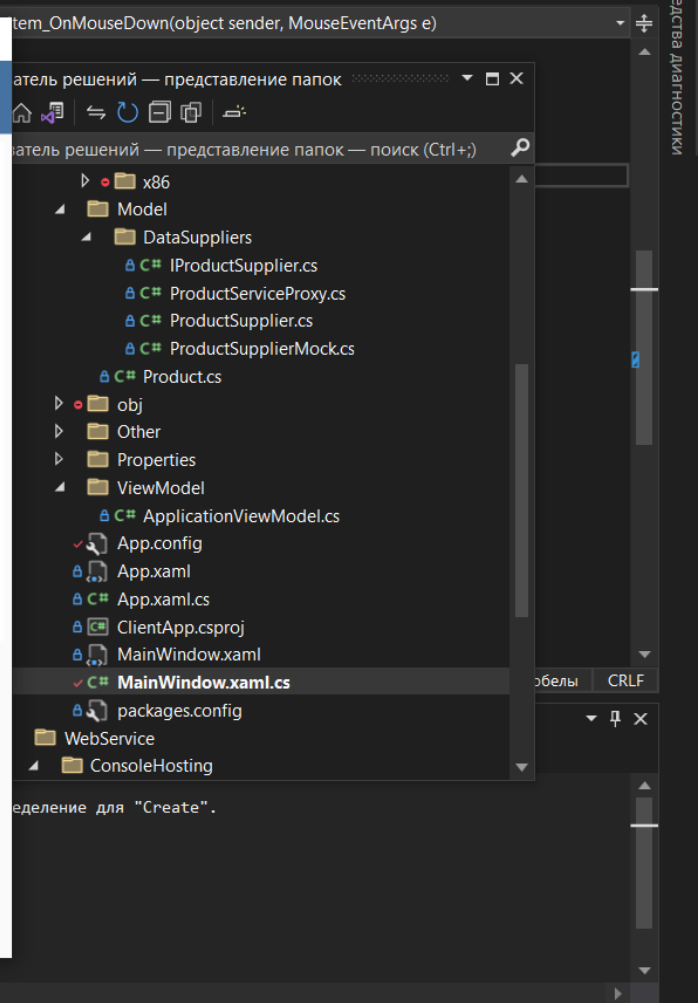 tem_OnMouseDown(object sender, MouseEventArgs e)
едства диагностики
атель решений — представление папок
ватель решений — представление папок — поиск (Ctrl+;)
x86
Model
DataSuppliers
C# IProductSupplier.cs
C# ProductServiceProxy.cs
C# ProductSupplier.cs
C# ProductSupplierMock.cs
C# Product.cs
obj
Other
Properties
ViewModel
C# ApplicationViewModel.cs
App.config
App.xaml
C# App.xaml.cs
C# ClientApp.csproj
MainWindow.xaml
C# MainWindow.xaml.cs
обелы CRLF
packages.config
WebService
ConsoleHosting
еделение для "Create".